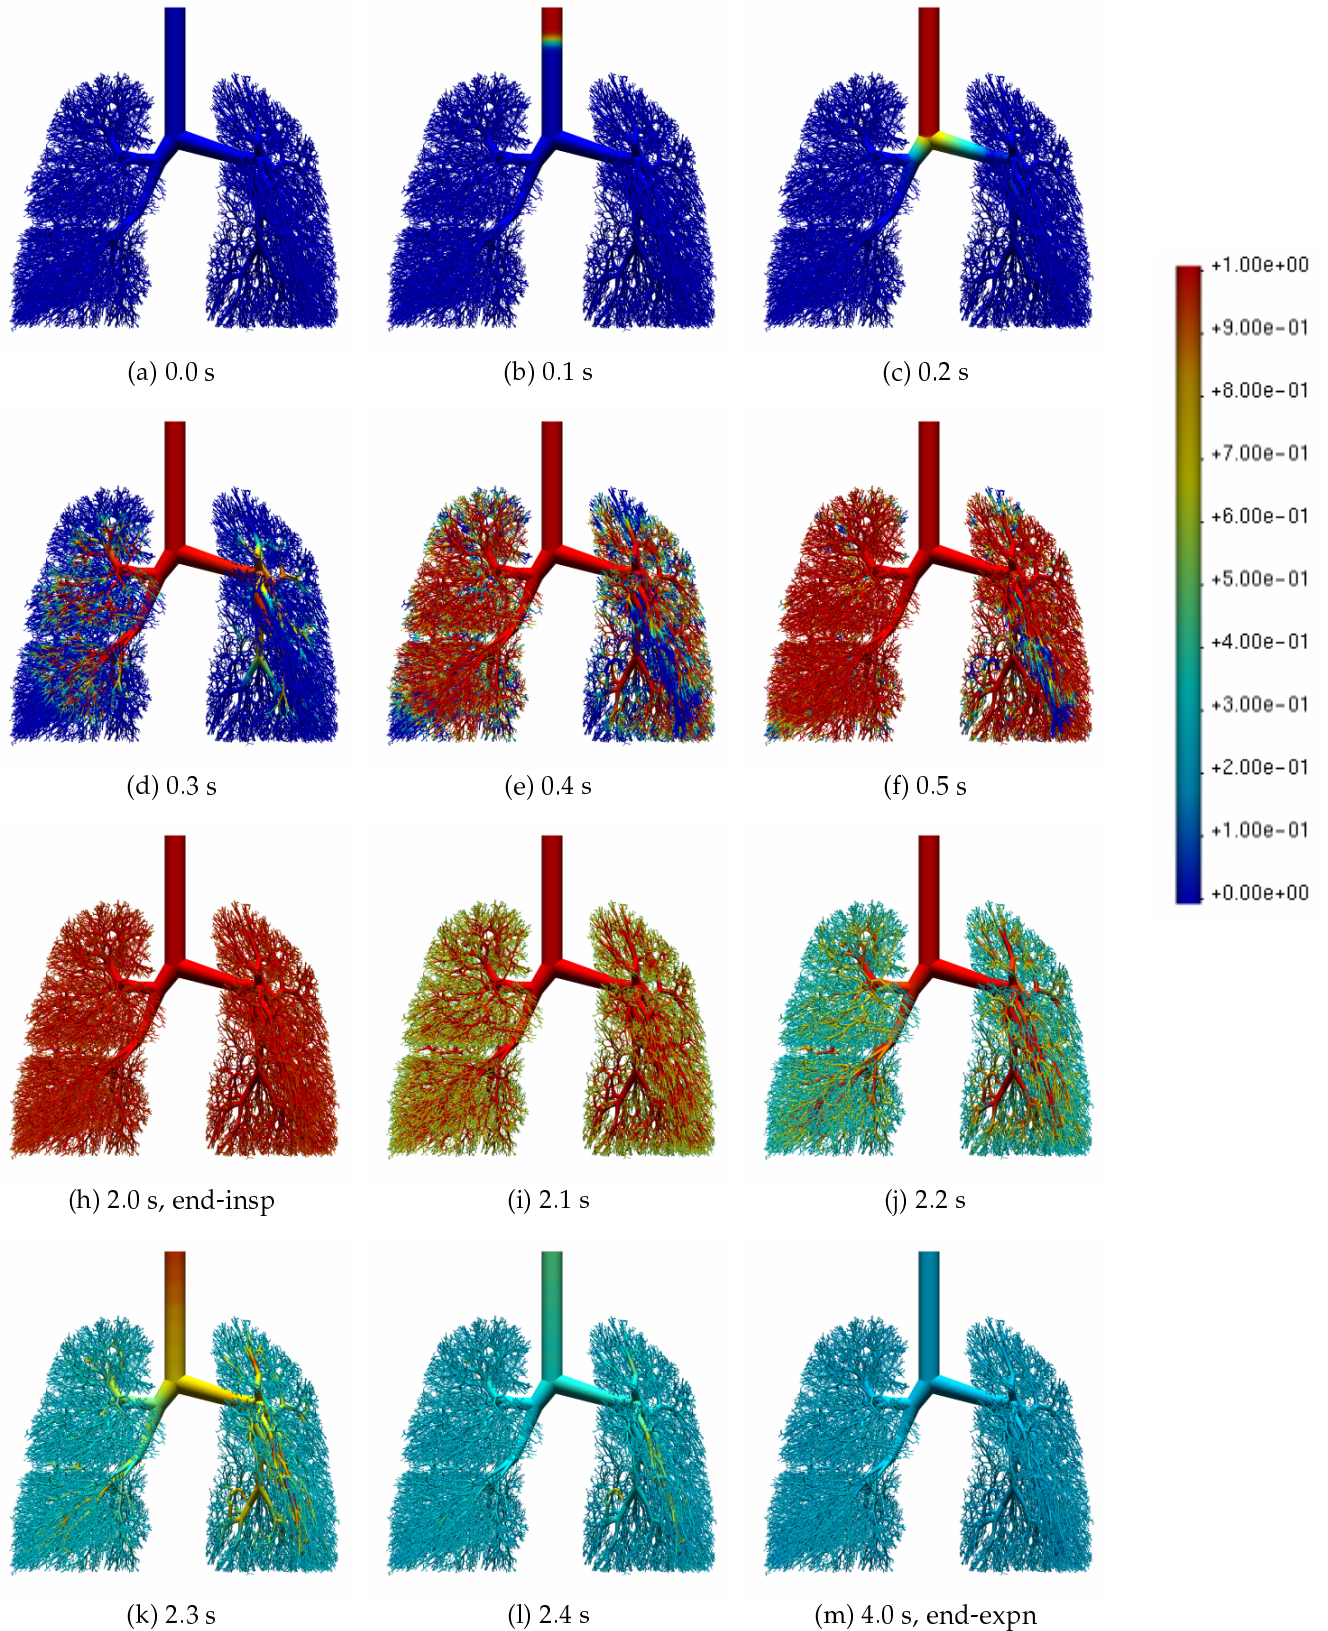 (a) 0.0 s
(b) 0.1 s
(c) 0.2 s
+1.00e+00
+9.00e-01
+8.00e-01
+7.00e-01
+6.00e-01
+5.00e-01
+4.00e-01
+3.00e-01
+2.00e-01
+1.00e-01
+0.00e+00
(d) 0.3 s
(e) 0.4 s
(f) 0.5 s
(h) 2.0 s, end-insp
(i) 2.1 s
(j) 2.2 s
(k) 2.3 s
(l) 2.4 s
(m) 4.0 s, end-expn